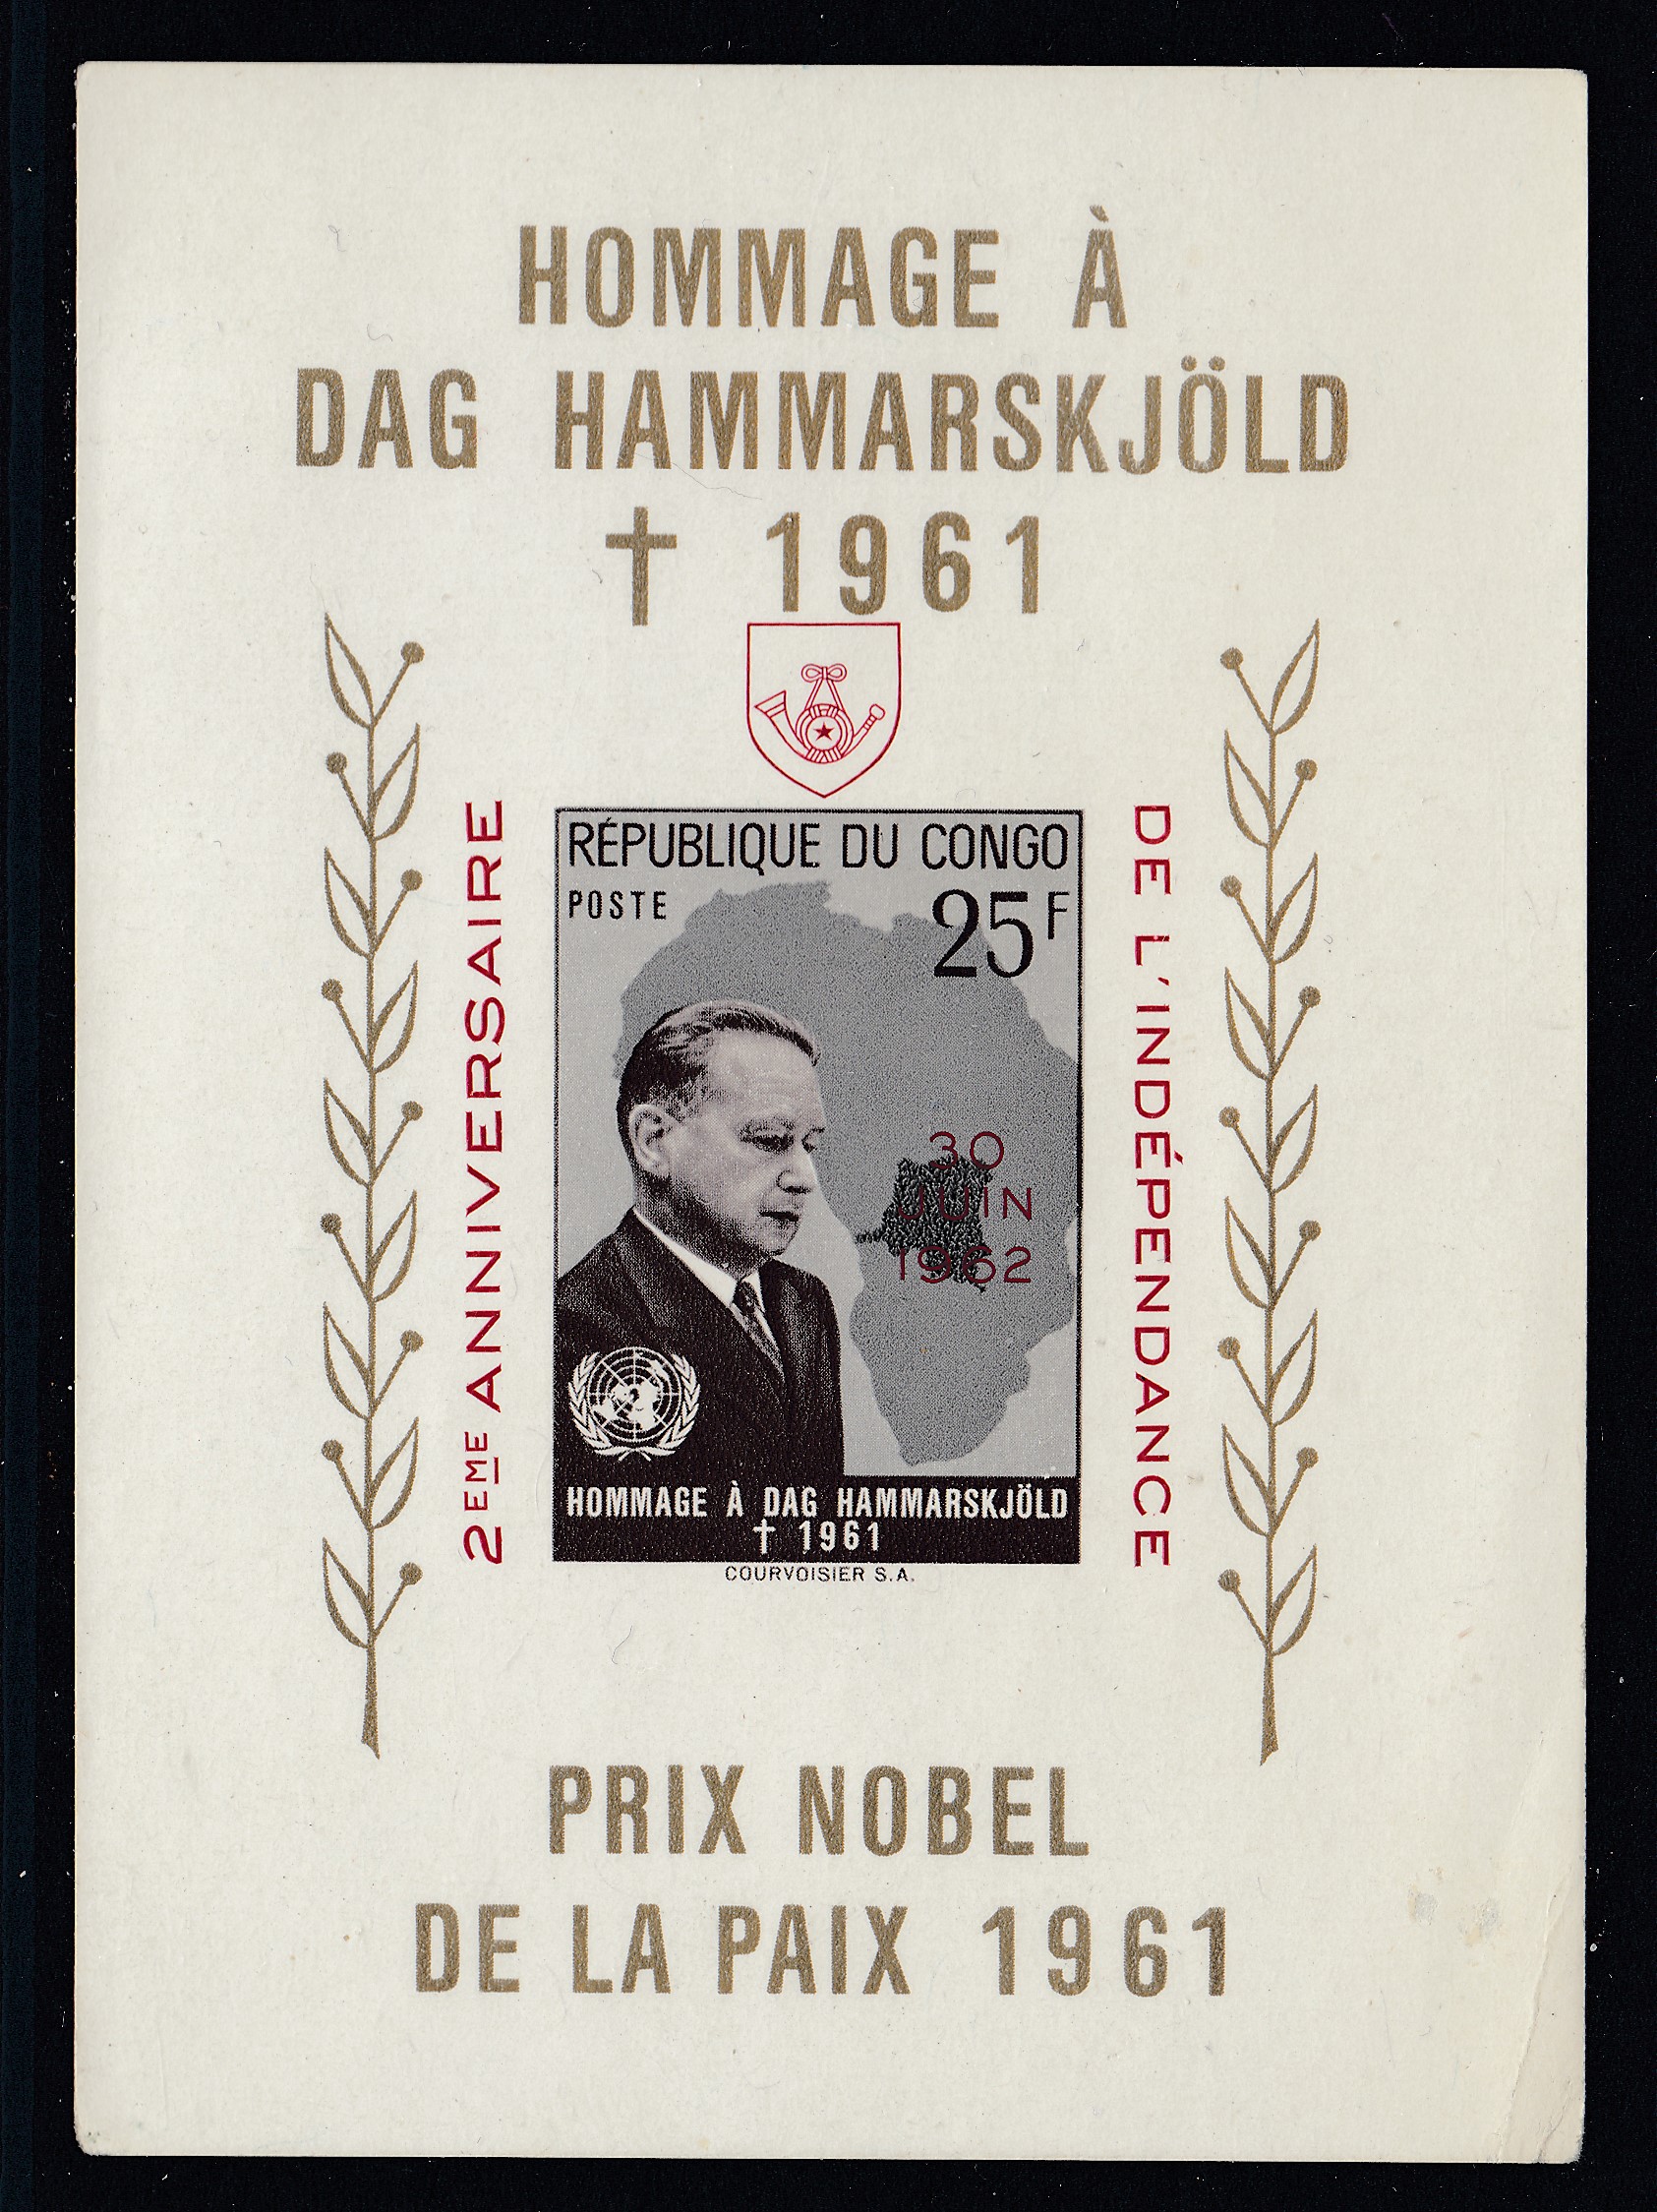 HOMMAGE À
DAG HAMMARSKJÖLD
† 1961
2EME ANNIVERSAIRE
DE L'INDÉPENDANCE
RÉPUBLIQUE DU CONGO
POSTE
25F
30
JUIN
1962
HOMMAGE À DAG HAMMARSKJÖLD
† 1961
COURVOISIER S.A.
PRIX NOBEL
DE LA PAIX 1961